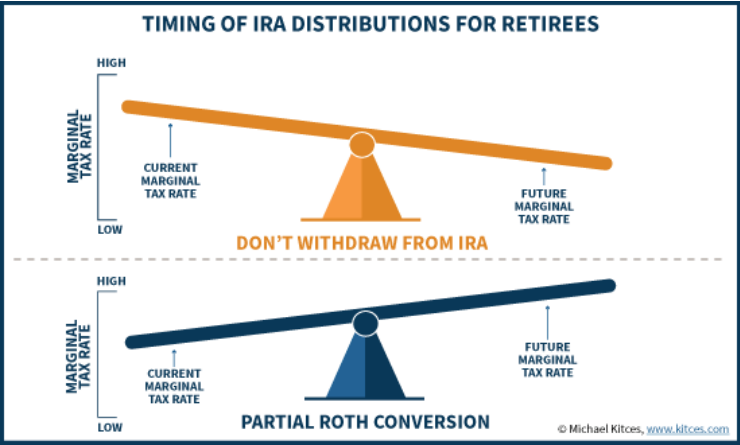 TIMING OF IRA DISTRIBUTIONS FOR RETIREES
HIGH
MARGINAL
TAX RATE
CURRENT
MARGINAL
TAX RATE
FUTURE
MARGINAL
TAX RATE
LOW
DON'T WITHDRAW FROM IRA
HIGH
MARGINAL
TAX RATE
CURRENT
MARGINAL
TAX RATE
FUTURE
MARGINAL
TAX RATE
LOW
PARTIAL ROTH CONVERSION
© Michael Kitces, www.kitces.com